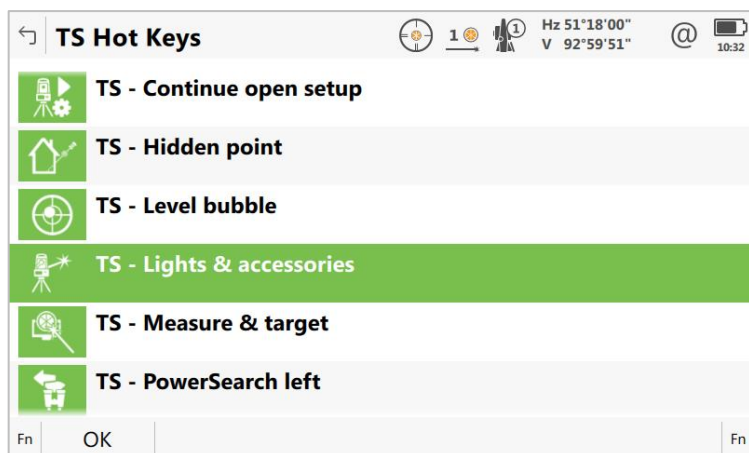 TS Hot Keys
1
1
Hz 51°18'00"
V 92°59'51"
@
10:32
TS - Continue open setup
TS - Hidden point
TS - Level bubble
TS - Lights & accessories
TS - Measure & target
TS - PowerSearch left
Fn OK Fn